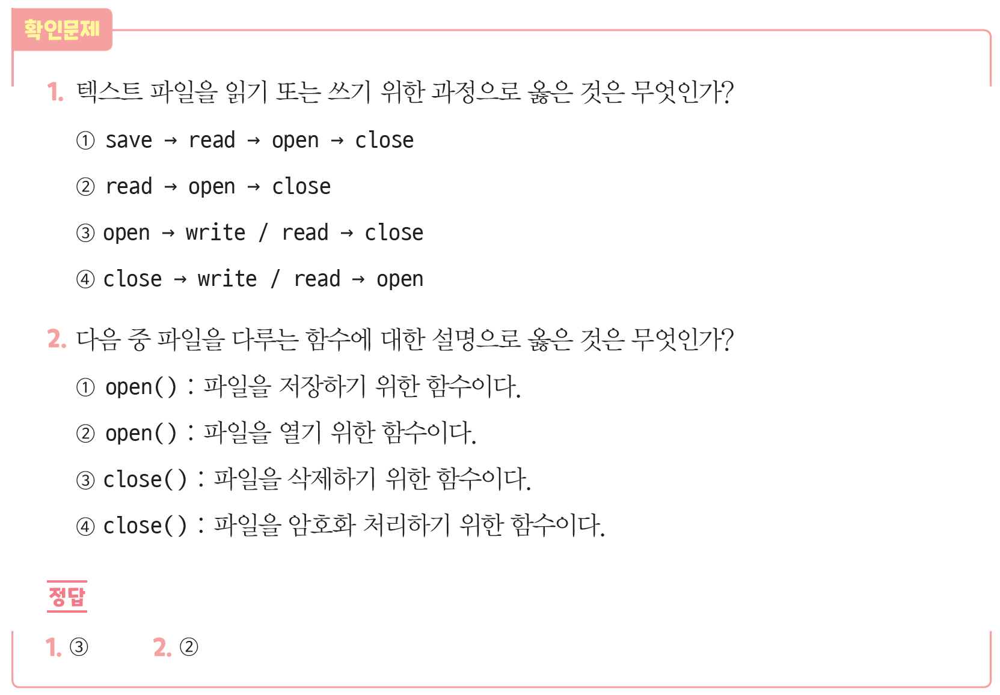 확인문제
1. 텍스트 파일을 읽기 또는 쓰기 위한 과정으로 옳은 것은 무엇인가?
① save → read → open → close
② read → open → close
③ open → write / read → close
④ close → write / read → open
2. 다음 중 파일을 다루는 함수에 대한 설명으로 옳은 것은 무엇인가?
① open() : 파일을 저장하기 위한 함수이다.
② open() : 파일을 열기 위한 함수이다.
③ close() : 파일을 삭제하기 위한 함수이다.
④ close() : 파일을 암호화 처리하기 위한 함수이다.
정답
1. ③ 2. ②